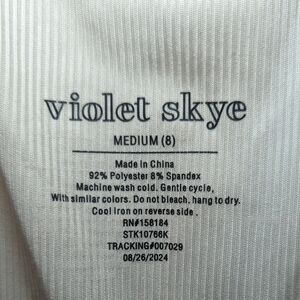 violet skye
MEDIUM (8)
Made in China
92% Polyester 8% Spandex
Machine wash cold. Gentle cycle,
With similar colors. Do not bleach. hang to dry.
Cool iron on reverse side .
RN#158184
STK10766K
TRACKING#007029
08/26/2024